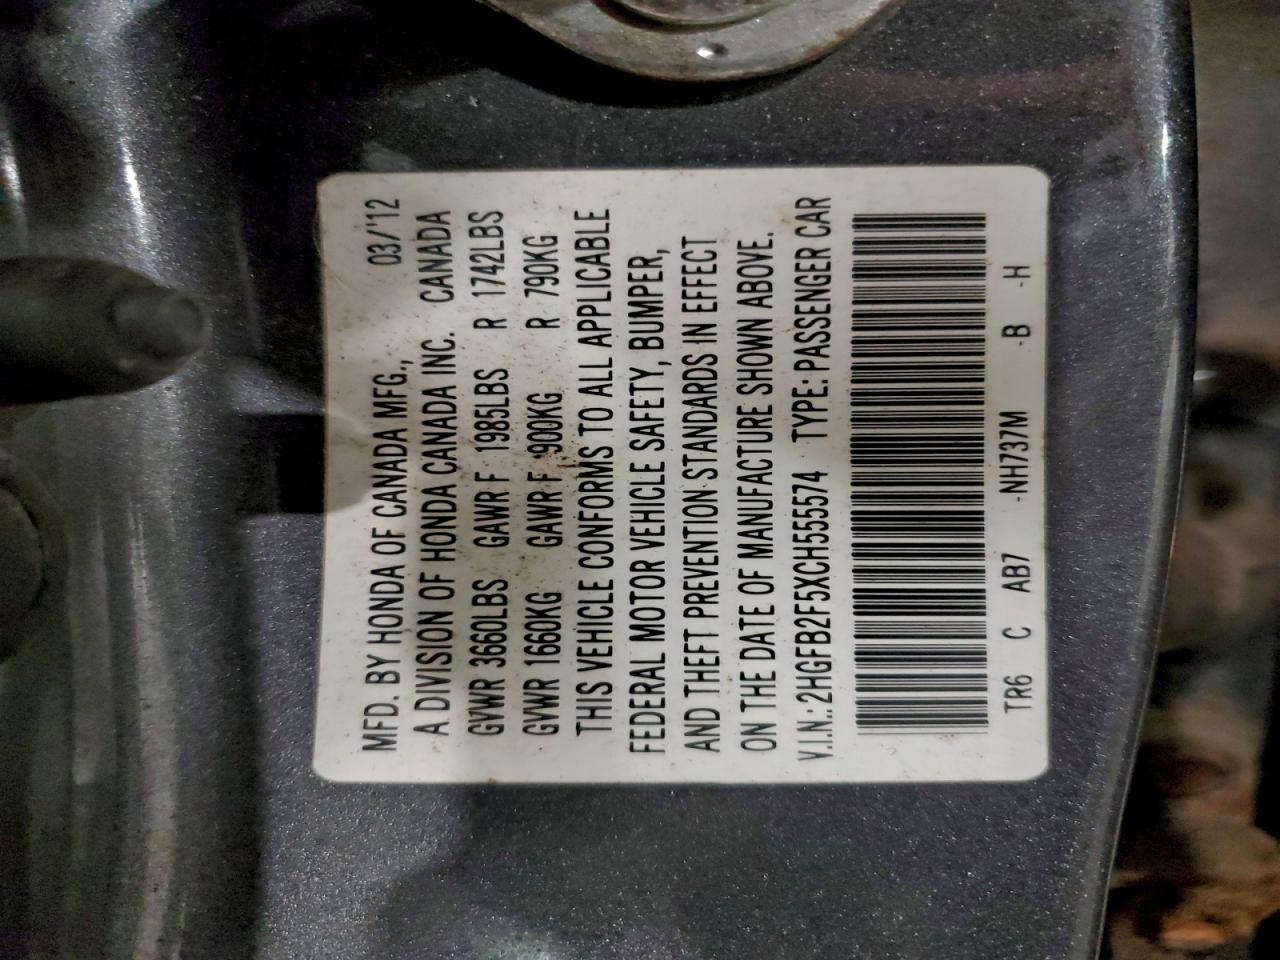 MFD. BY HONDA OF CANADA MFG., 03/'12
A DIVISION OF HONDA CANADA INC. CANADA
GVWR 3660LBS GAWR F 1985LBS R 1742LBS
GVWR 1660KG GAWR F 900KG R 790KG
THIS VEHICLE CONFORMS TO ALL APPLICABLE
FEDERAL MOTOR VEHICLE SAFETY, BUMPER,
AND THEFT PREVENTION STANDARDS IN EFFECT
ON THE DATE OF MANUFACTURE SHOWN ABOVE.
V.I.N.: 2HGFB2F5XCH555574 TYPE: PASSENGER CAR
TR6 C AB7 -NH737M -B -H